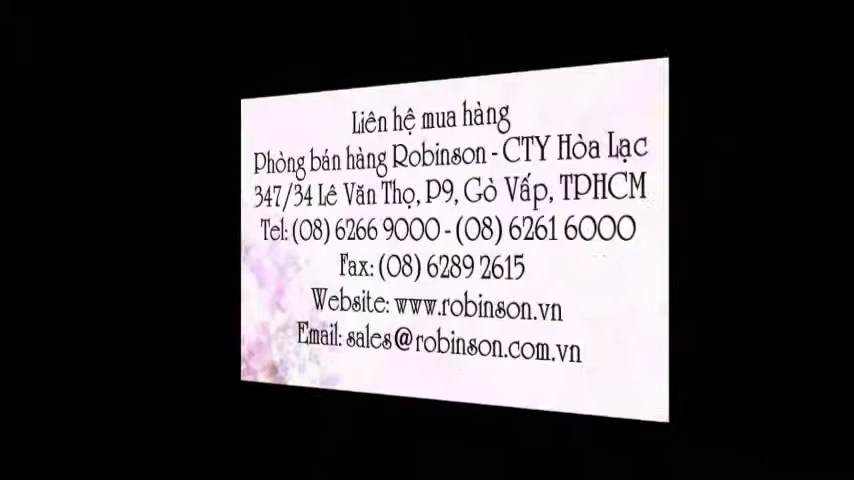 Liên hệ mua hàng
Phòng bán hàng Robinson - CTY Hòa Lạc
347/34 Lê Văn Thọ, P9, Gò Vấp, TPHCM
Tel: (08) 6266 9000 - (08) 6261 6000
Fax: (08) 6289 2615
Website: www.robinson.vn
Email: sales@robinson.com.vn